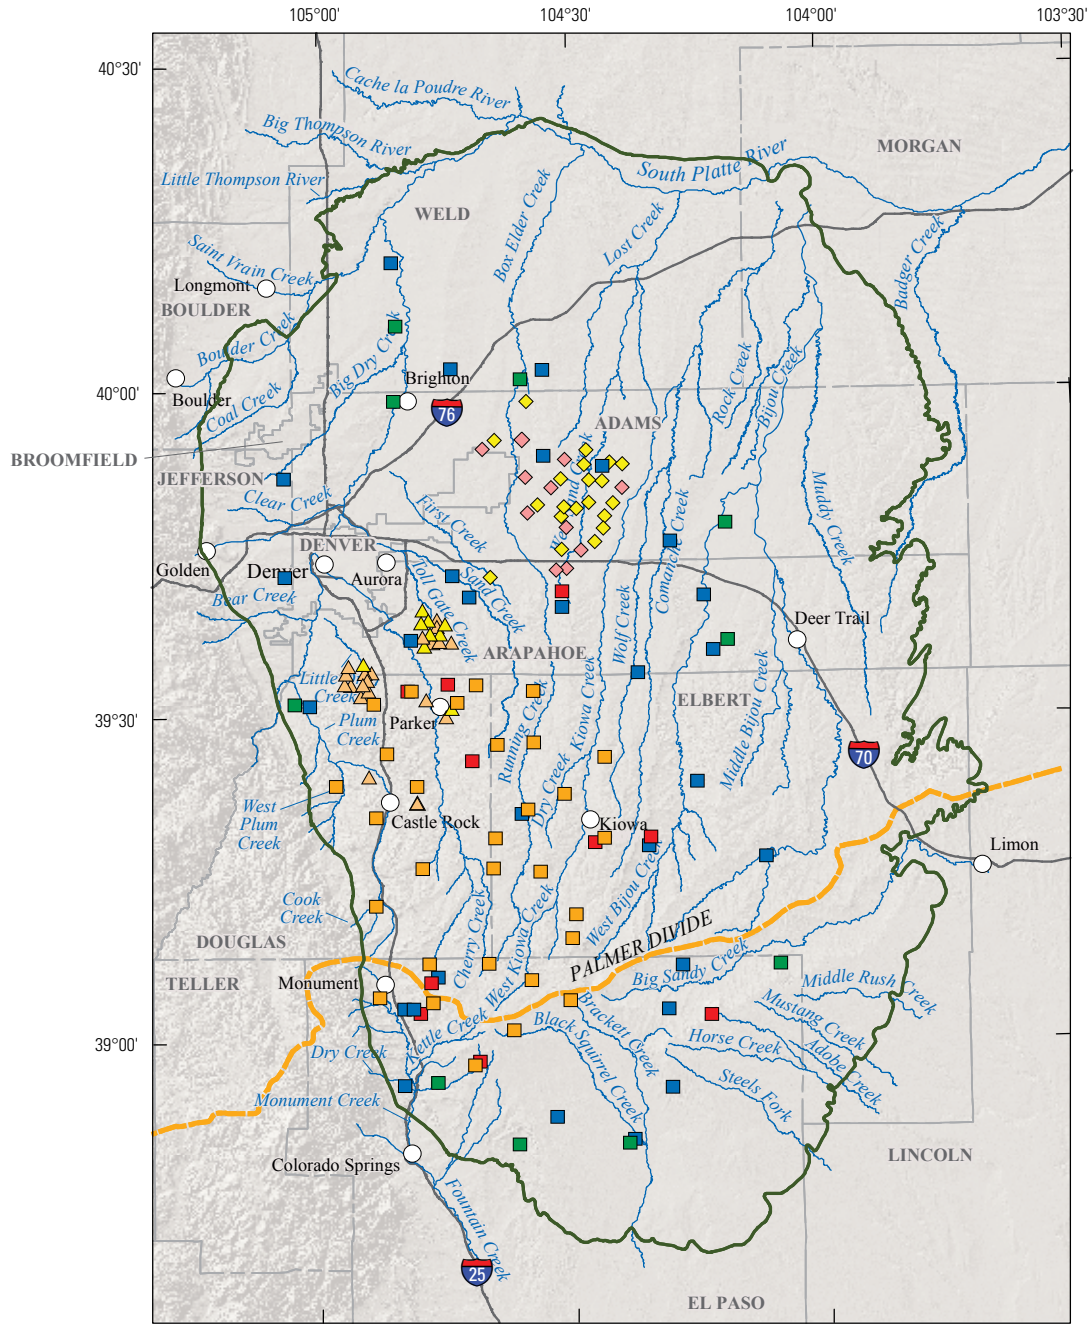 105°00' 104°30' 104°00' 103°30'
40°30'
Cache la Poudre River
Big Thompson River
MORGAN
South Platte River
Little Thompson River
WELD
Box Elder Creek
Lost Creek
Badger Creek
Saint Vrain Creek
Longmont
BOULDER
Boulder Creek
Big Dry Creek
Rock Creek
Bijou Creek
Brighton
40°00'
Boulder
Coal Creek
76
ADAMS
BROOMFIELD
JEFFERSON
Clear Creek
First Creek
Comanche Creek
Muddy Creek
DENVER
Golden
Denver
Aurora
Toll Gate Creek
Sand Creek
Bear Creek
Wolf Creek
Deer Trail
ARAPAHOE
Little Creek
ELBERT
39°30'
Parker
Plum Creek
Running Creek
Kiowa Creek
Middle Bijou Creek
70
Dry Creek
West Plum Creek
Castle Rock
Kiowa
Limon
Cook Creek
West Bijou Creek
DOUGLAS
Cherry Creek
West Kiowa Creek
PALMER DIVIDE
TELLER
Monument
Big Sandy Creek
Middle Rush Creek
Mustang Creek
Kettle Creek
Black Squirrel Creek
Brackett Creek
Horse Creek
Adobe Creek
39°00'
Dry Creek
Steels Fork
Monument Creek
Colorado Springs
LINCOLN
Fountain Creek
25
EL PASO